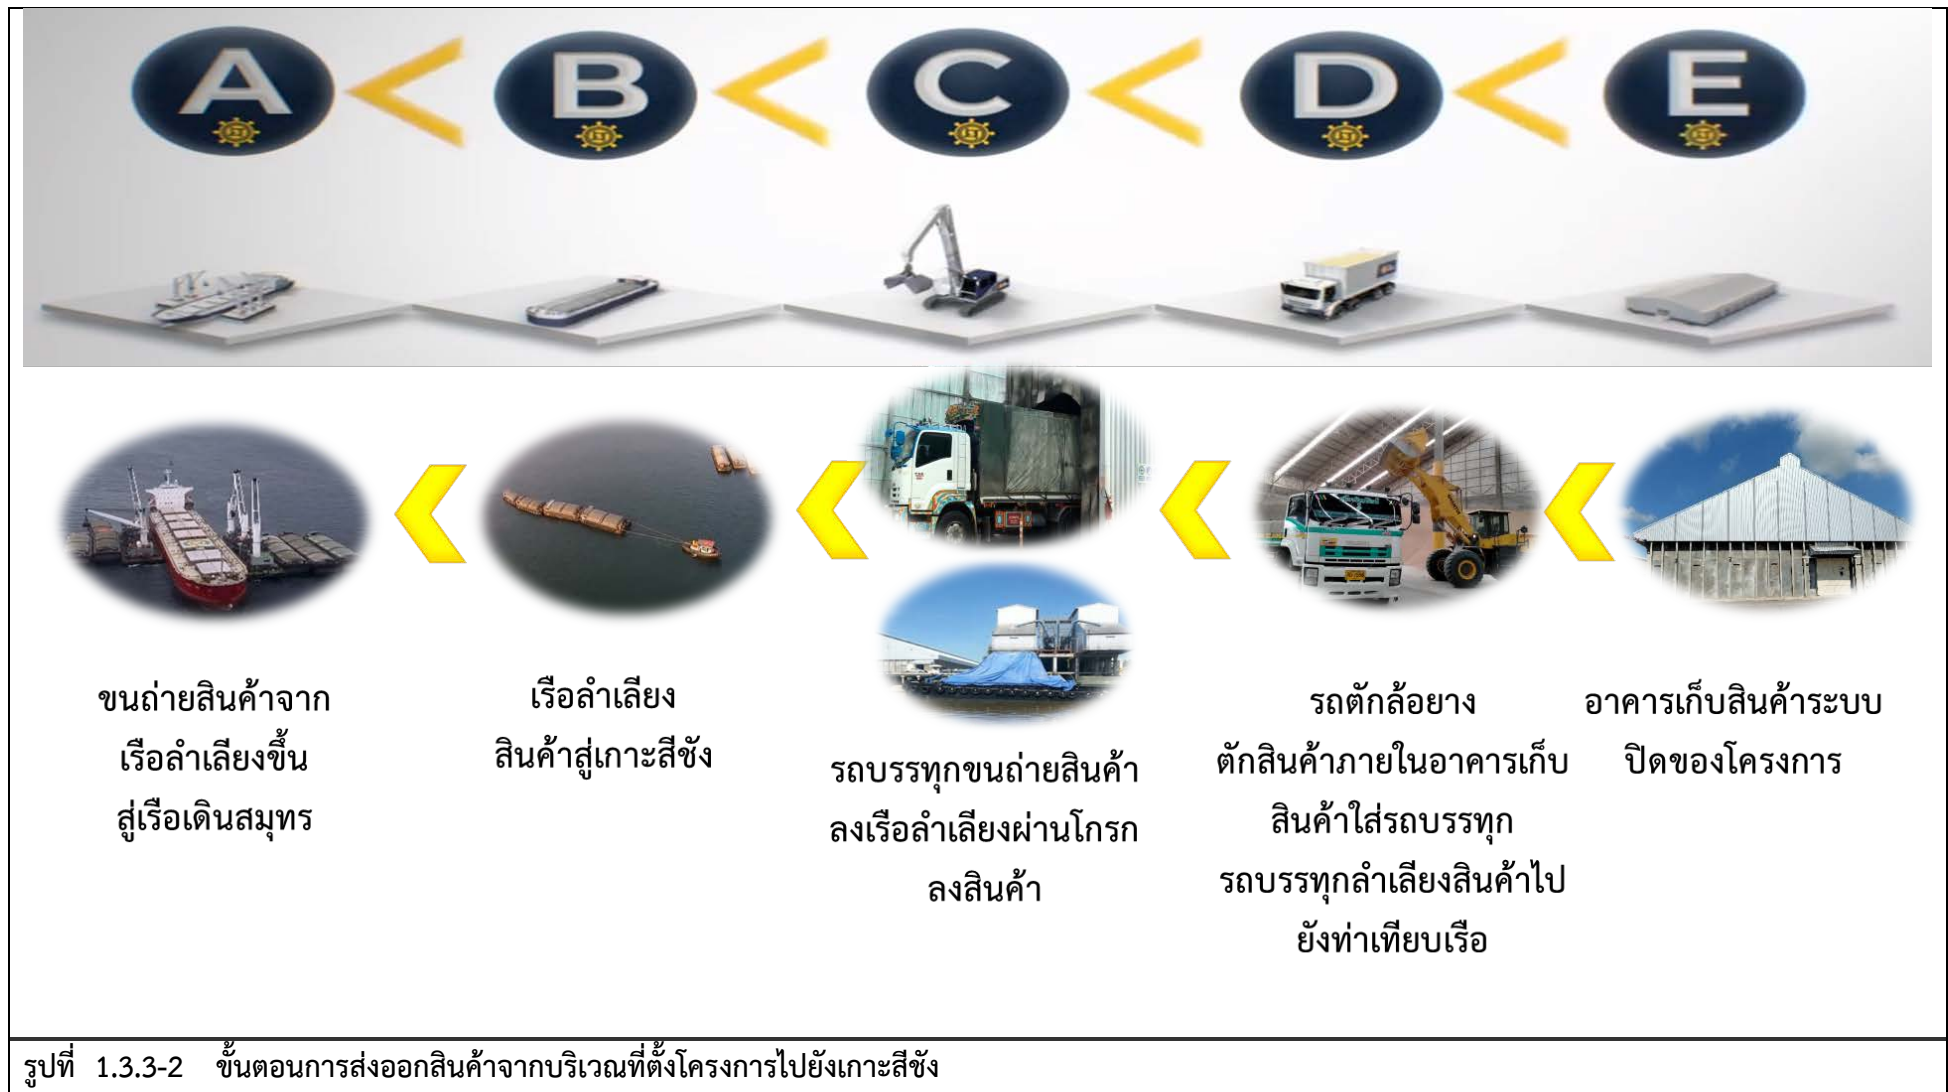 A
B
C
D
E
ขนถ่ายสินค้าจาก
เรือลำเลียงขึ้น
สู่เรือเดินสมุทร
เรือลำเลียง
สินค้าสู่เกาะสีชัง
รถบรรทุกขนถ่ายสินค้า
ลงเรือลำเลียงผ่านโกรก
ลงสินค้า
รถตักล้อยาง
ตักสินค้าภายในอาคารเก็บ
สินค้าใส่รถบรรทุก
รถบรรทุกลำเลียงสินค้าไป
ยังท่าเทียบเรือ
อาคารเก็บสินค้าระบบ
ปิดของโครงการ
รูปที่ 1.3.3-2 ขั้นตอนการส่งออกสินค้าจากบริเวณที่ตั้งโครงการไปยังเกาะสีชัง